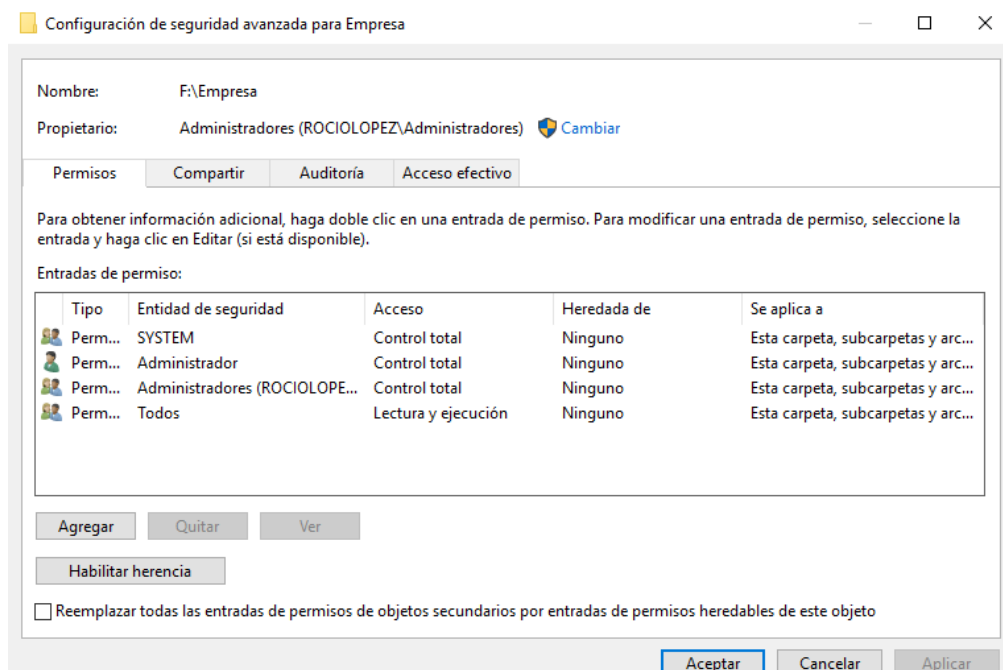 Configuración de seguridad avanzada para Empresa
Nombre: F:\Empresa
Propietario: Administradores (ROCIOLOPEZ\Administradores) Cambiar
Permisos Compartir Auditoría Acceso efectivo
Para obtener información adicional, haga doble clic en una entrada de permiso. Para modificar una entrada de permiso, seleccione la
entrada y haga clic en Editar (si está disponible).
Entradas de permiso:
Tipo Entidad de seguridad Acceso Heredada de Se aplica a
Perm... SYSTEM Control total Ninguno Esta carpeta, subcarpetas y arc...
Perm... Administrador Control total Ninguno Esta carpeta, subcarpetas y arc...
Perm... Administradores (ROCIOLOPE... Control total Ninguno Esta carpeta, subcarpetas y arc...
Perm... Todos Lectura y ejecución Ninguno Esta carpeta, subcarpetas y arc...
Agregar Quitar Ver
Habilitar herencia
Reemplazar todas las entradas de permisos de objetos secundarios por entradas de permisos heredables de este objeto
Aceptar Cancelar Aplicar